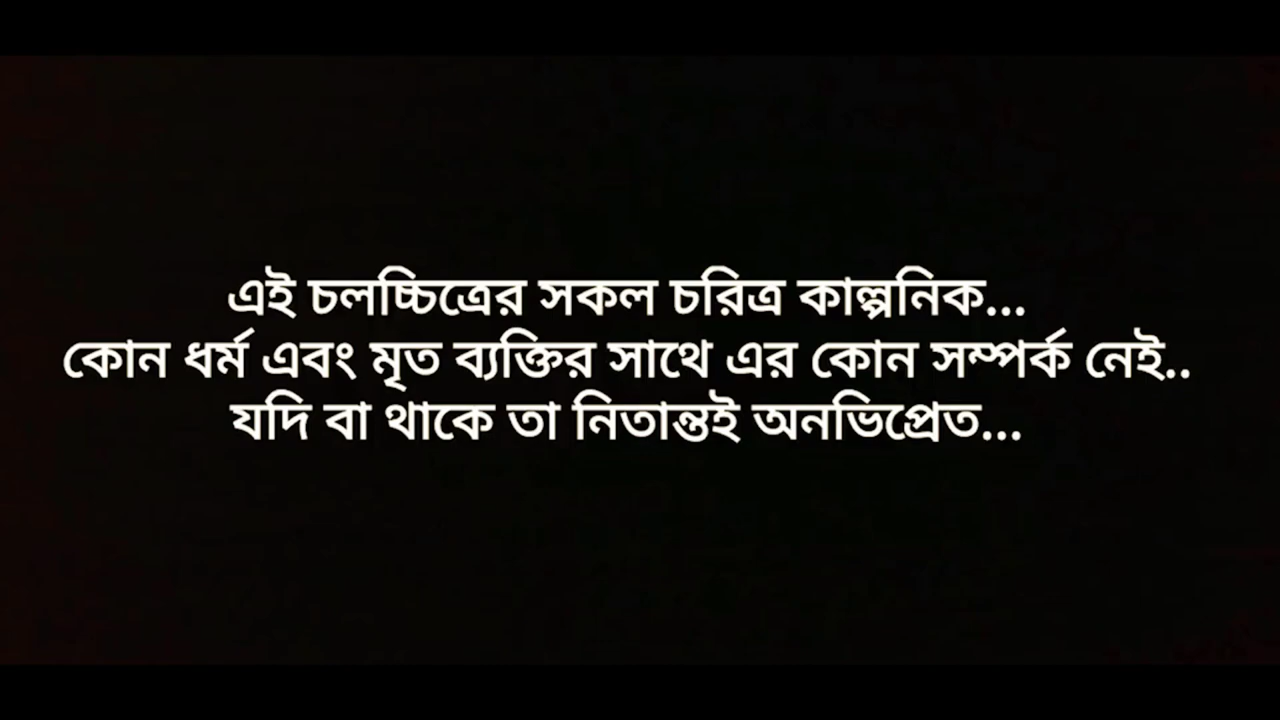 এই চলচ্চিত্রের সকল চরিত্র কাল্পনিক...
কোন ধর্ম এবং মৃত ব্যক্তির সাথে এর কোন সম্পর্ক নেই..
যদি বা থাকে তা নিতান্তই অনভিপ্রেত...